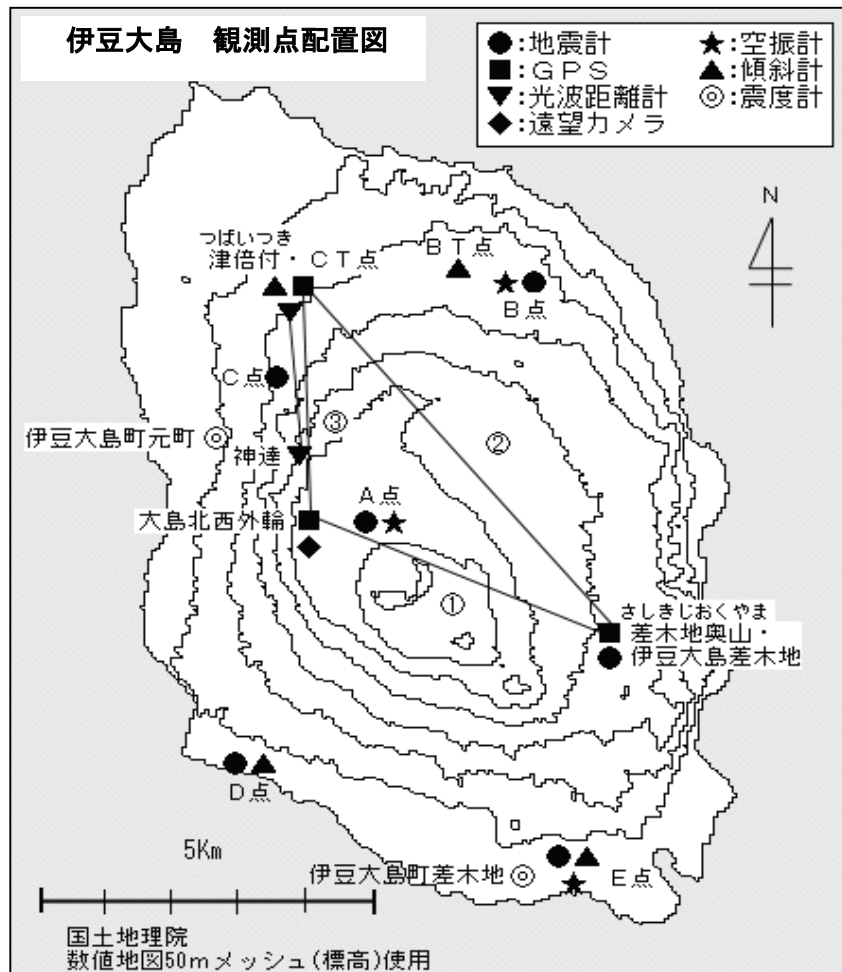 伊豆大島 観測点配置図
●:地震計 ★:空振計
■:GPS ▲:傾斜計
▼:光波距離計 ◎:震度計
◆:遠望カメラ
N
つばいつき
津倍付・CT点
BT点
B点
C点
③
②
伊豆大島町元町
神達
A点
大島北西外輪
①
さしきじおくやま
差木地奥山・
伊豆大島差木地
D点
5Km
伊豆大島町差木地
E点
国土地理院
数値地図50mメッシュ(標高)使用